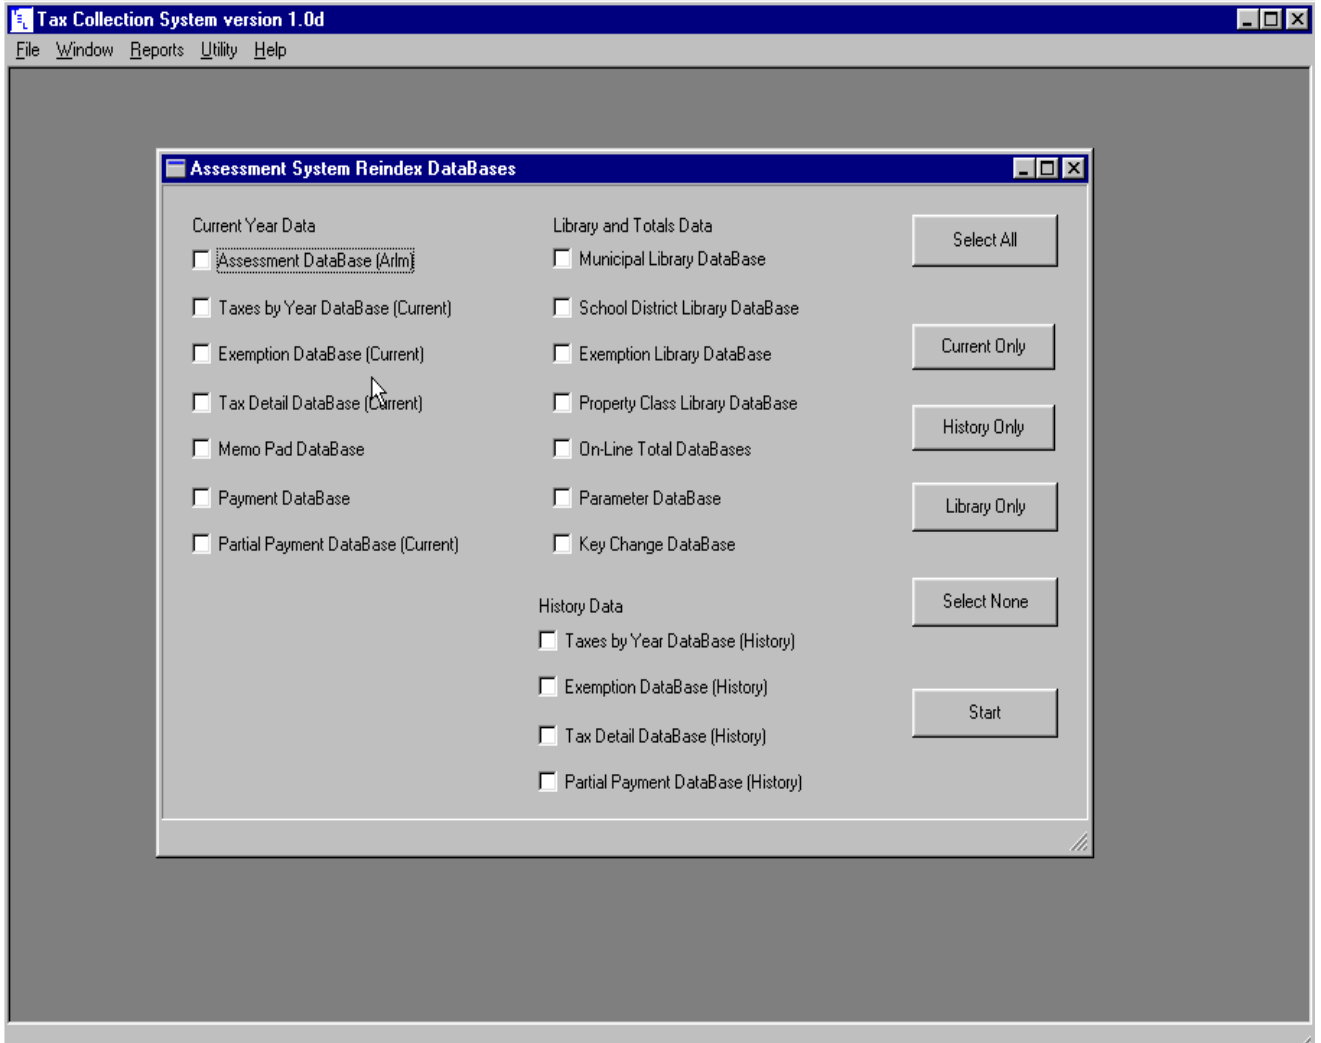 Tax Collection System version 1.0d
File Window Reports Utility Help
Assessment System Reindex DataBases
Current Year Data
Assessment DataBase (Arlm)
Taxes by Year DataBase (Current)
Exemption DataBase (Current)
Tax Detail DataBase (Current)
Memo Pad DataBase
Payment DataBase
Partial Payment DataBase (Current)
Library and Totals Data
Municipal Library DataBase
School District Library DataBase
Exemption Library DataBase
Property Class Library DataBase
On-Line Total DataBases
Parameter DataBase
Key Change DataBase
History Data
Taxes by Year DataBase (History)
Exemption DataBase (History)
Tax Detail DataBase (History)
Partial Payment DataBase (History)
Select All
Current Only
History Only
Library Only
Select None
Start